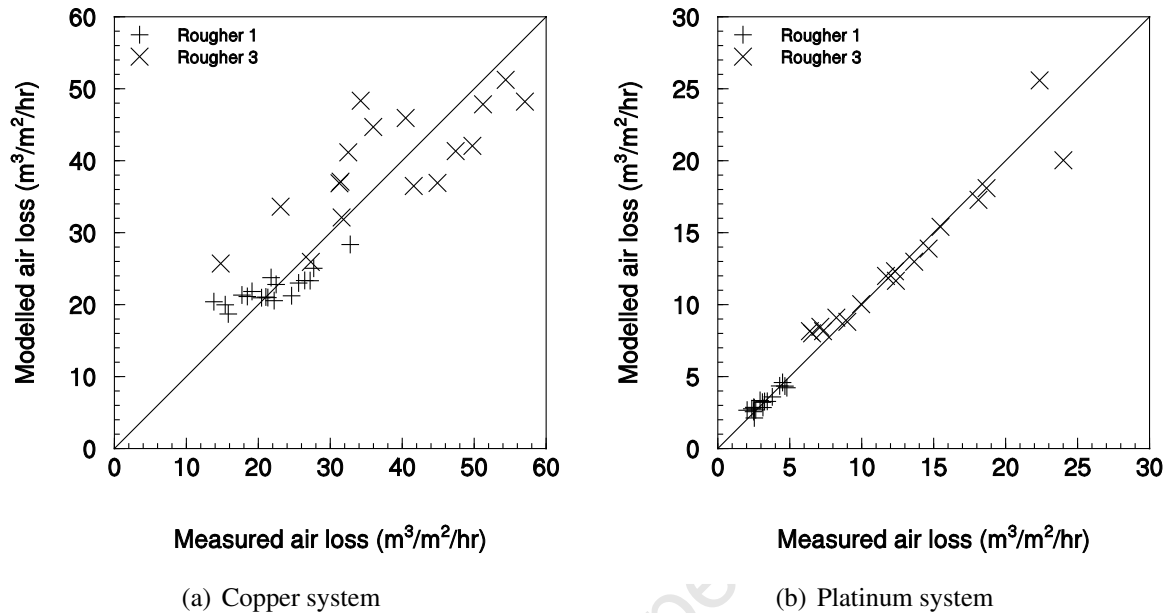 60
50
40
30
20
10
0
0 10 20 30 40 50 60
Rougher 1
Rougher 3
Modelled air loss (m³/m²/hr)
Measured air loss (m³/m²/hr)
(a) Copper system
30
25
20
15
10
5
0
0 5 10 15 20 25 30
Rougher 1
Rougher 3
Modelled air loss (m³/m²/hr)
Measured air loss (m³/m²/hr)
(b) Platinum system